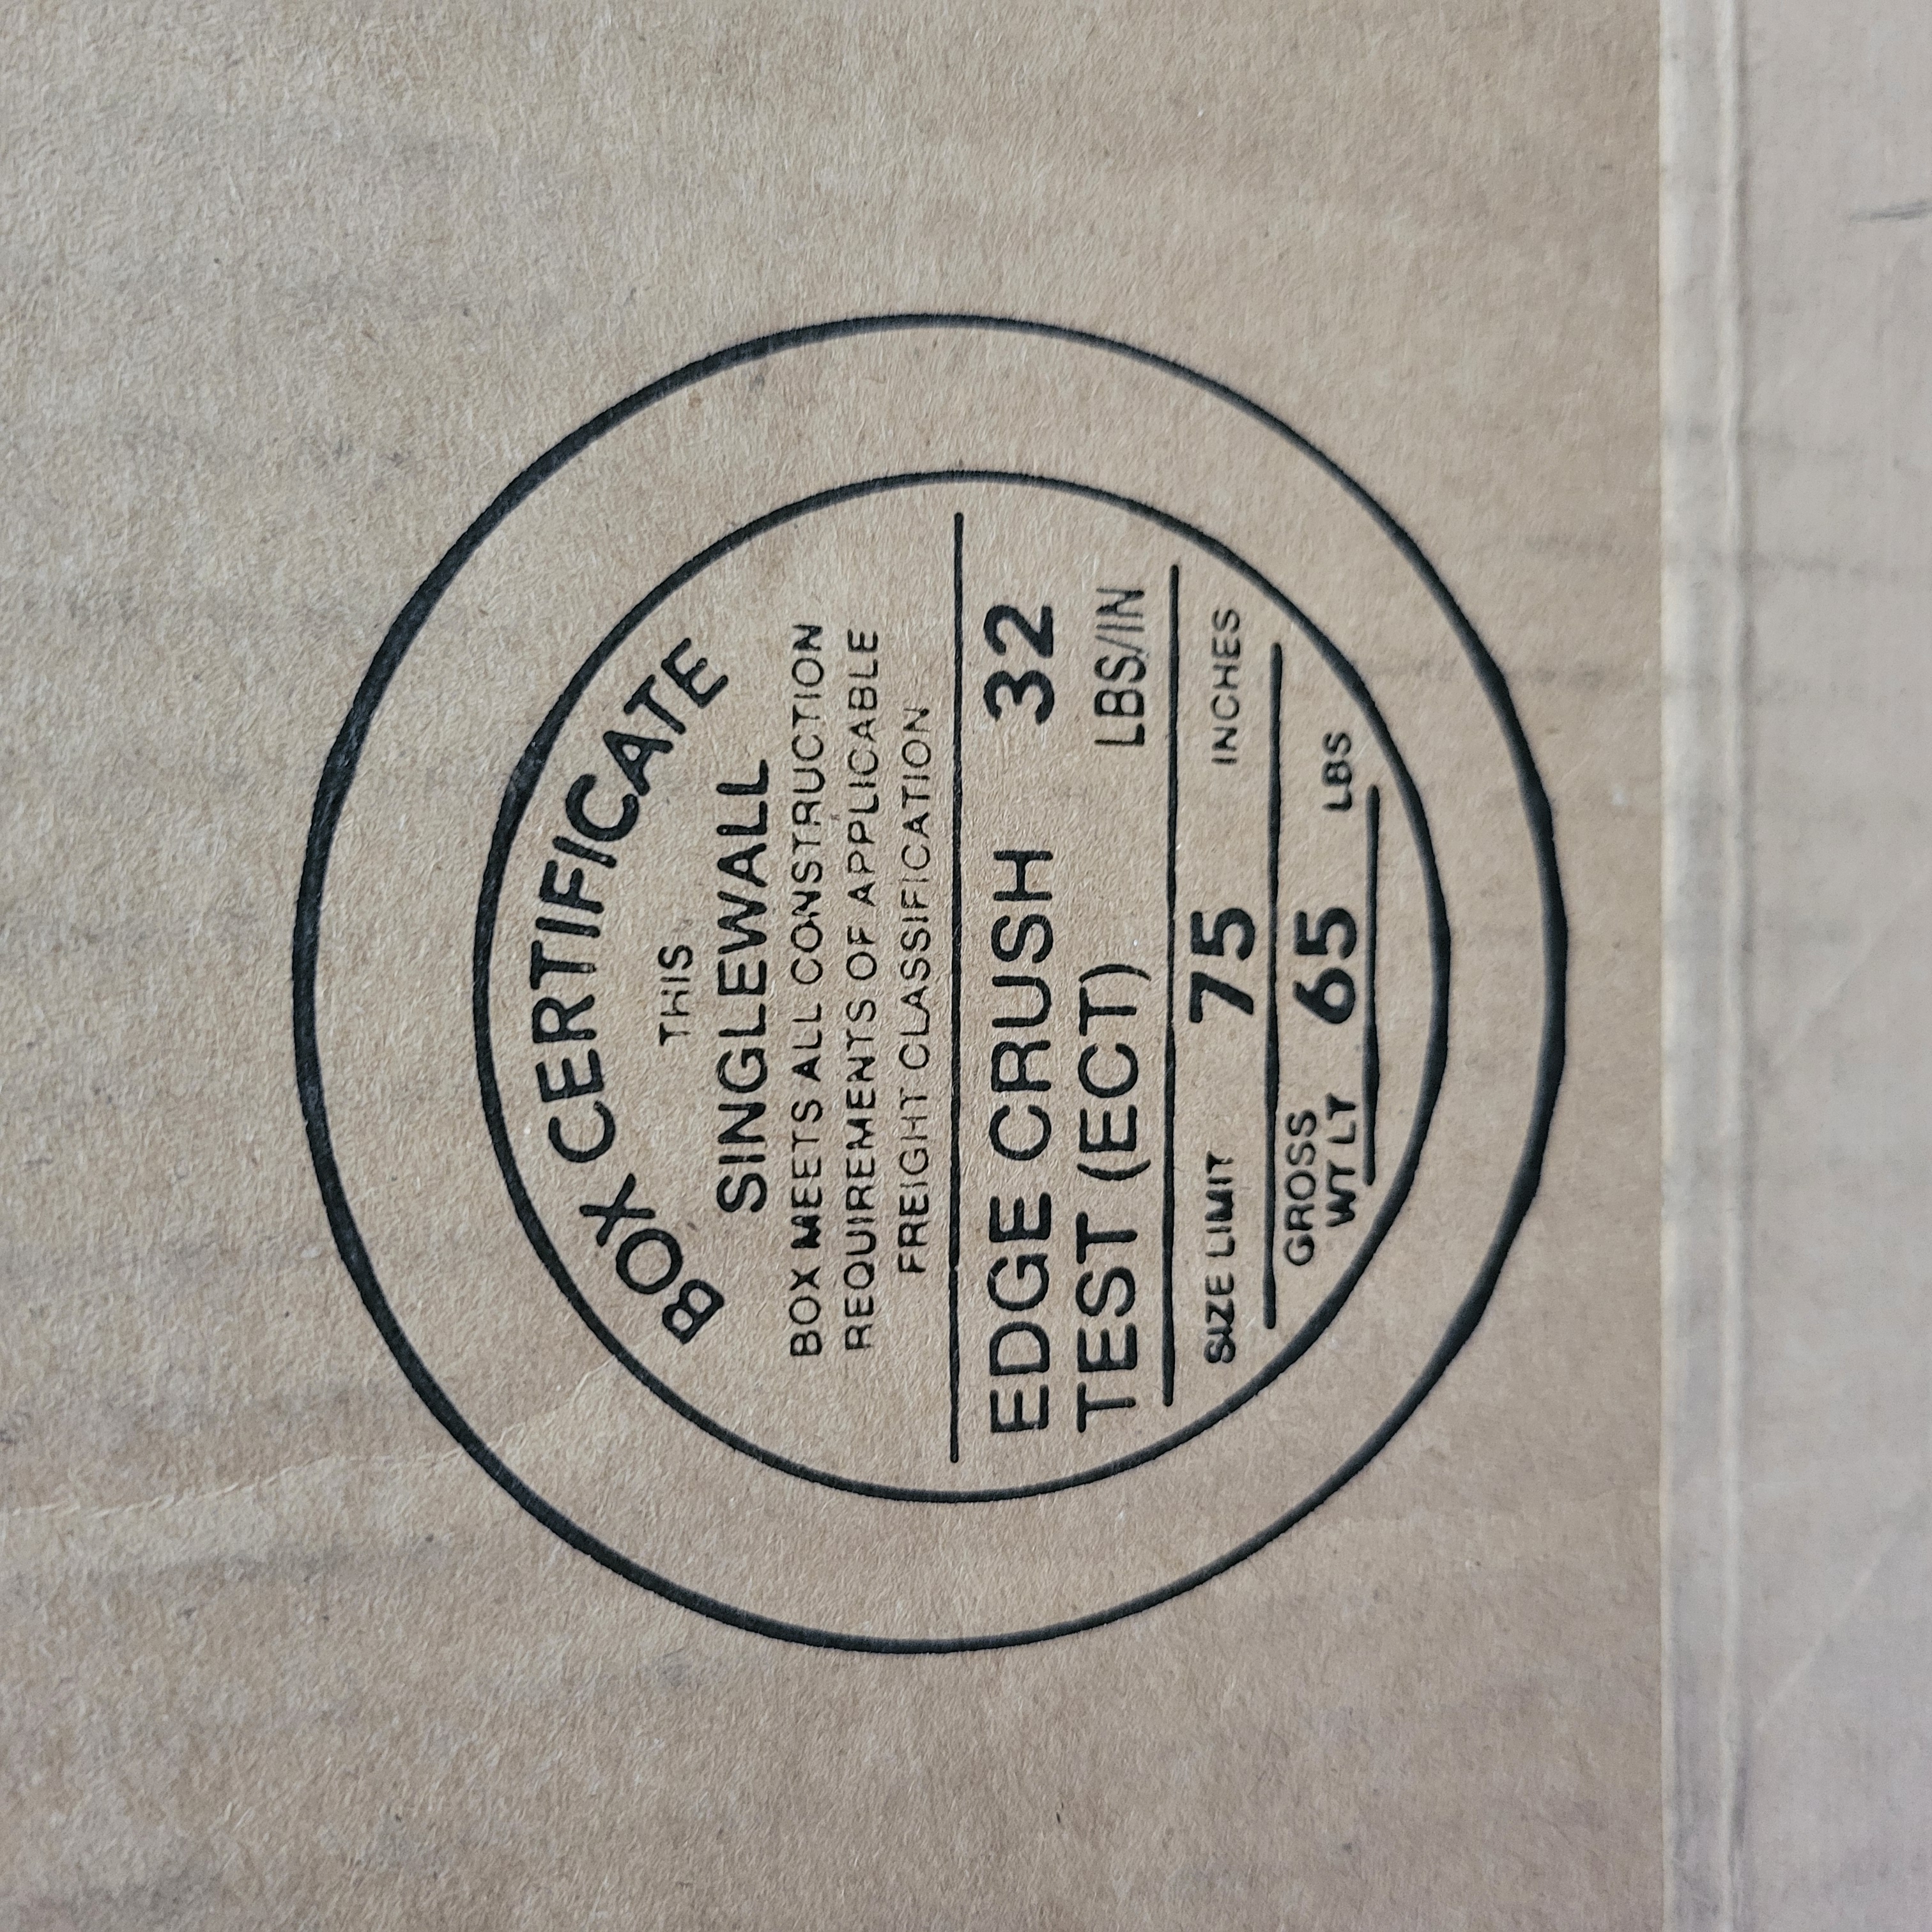 BOX CERTIFICATE
THIS
SINGLEWALL
BOX MEETS ALL CONSTRUCTION
REQUIREMENTS OF APPLICABLE
FREIGHT CLASSIFICATION
EDGE CRUSH 32
TEST (ECT) LBS/IN
SIZE LIMIT 75 INCHES
GROSS
WT LT 65 LBS